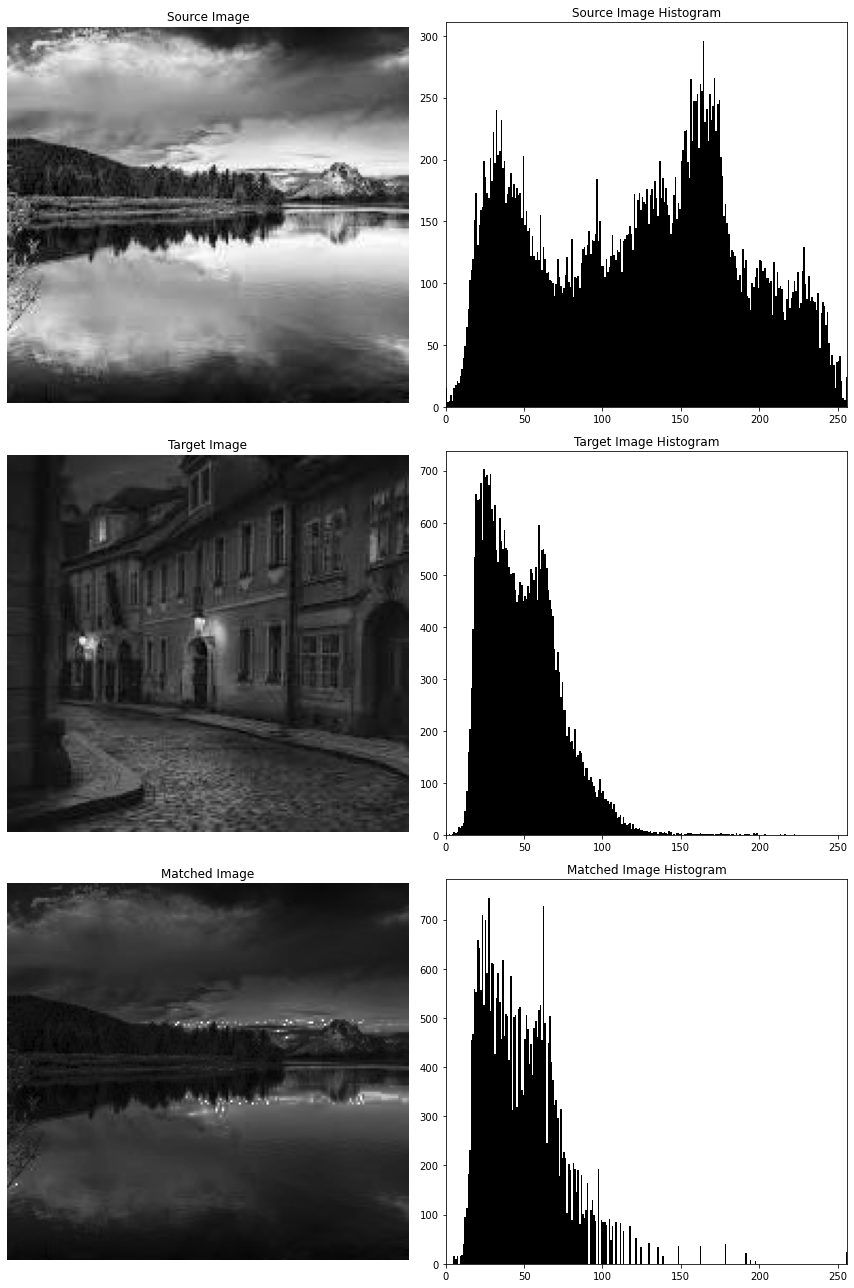 Source Image
Source Image Histogram
300
250
200
150
100
50
0
0 50 100 150 200 250
Target Image
Target Image Histogram
700
600
500
400
300
200
100
0
0 50 100 150 200 250
Matched Image
Matched Image Histogram
700
600
500
400
300
200
100
0
0 50 100 150 200 250